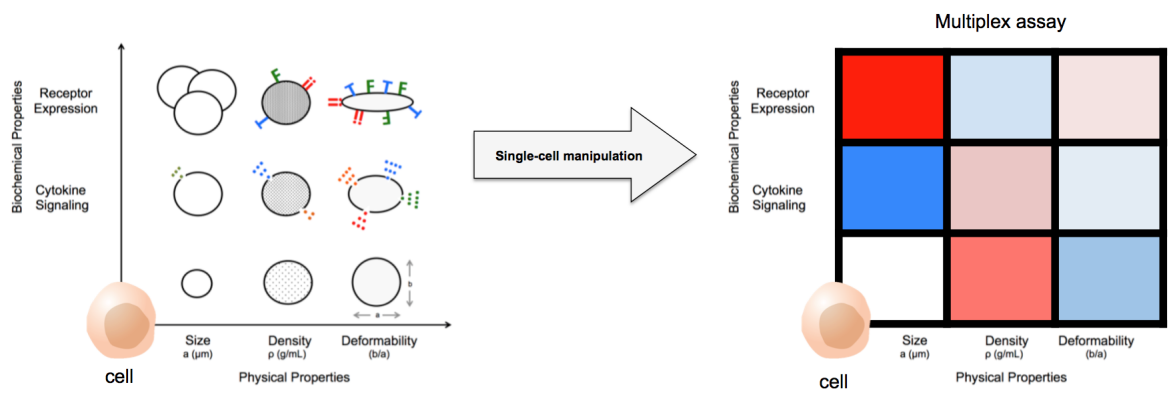 Multiplex assay
Biochemical Properties
Receptor
Expression
Cytokine
Signaling
b
a
Size
a (µm)
Density
ρ (g/mL)
Deformability
(b/a)
Physical Properties
cell
Single-cell manipulation
Biochemical Properties
Receptor
Expression
Cytokine
Signaling
Size
a (µm)
Density
ρ (g/mL)
Deformability
(b/a)
Physical Properties
cell